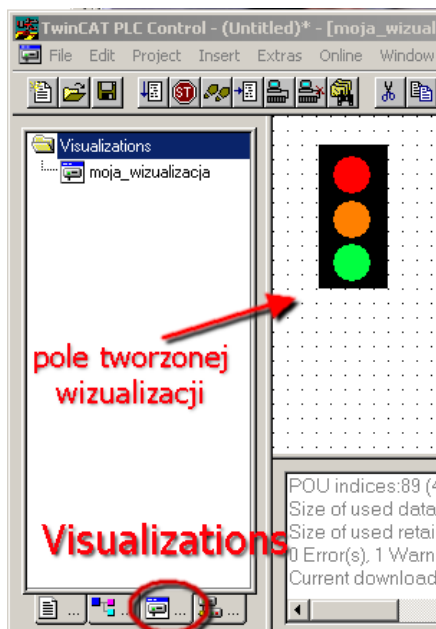 TwinCAT PLC Control - (Untitled)* - [moja_wizual
File Edit Project Insert Extras Online Window
ST
Visualizations
moja_wizualizacja
pole tworzonej
wizualizacji
Visualizations
POU indices:89 (4
Size of used data
Size of used retai
0 Error(s), 1 Warn
Current download
... ... ... ...